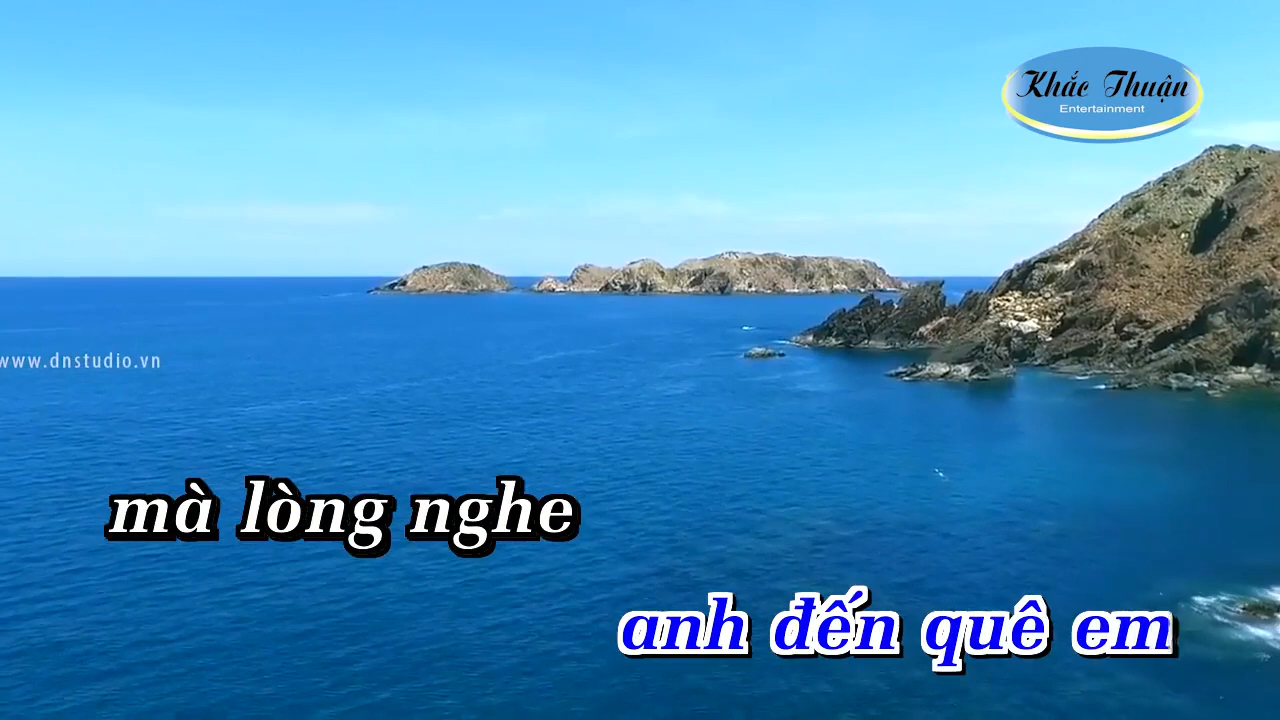 Khắc Thuận
Entertainment
www.dnstudio.vn
mà lòng nghe
anh đến quê em